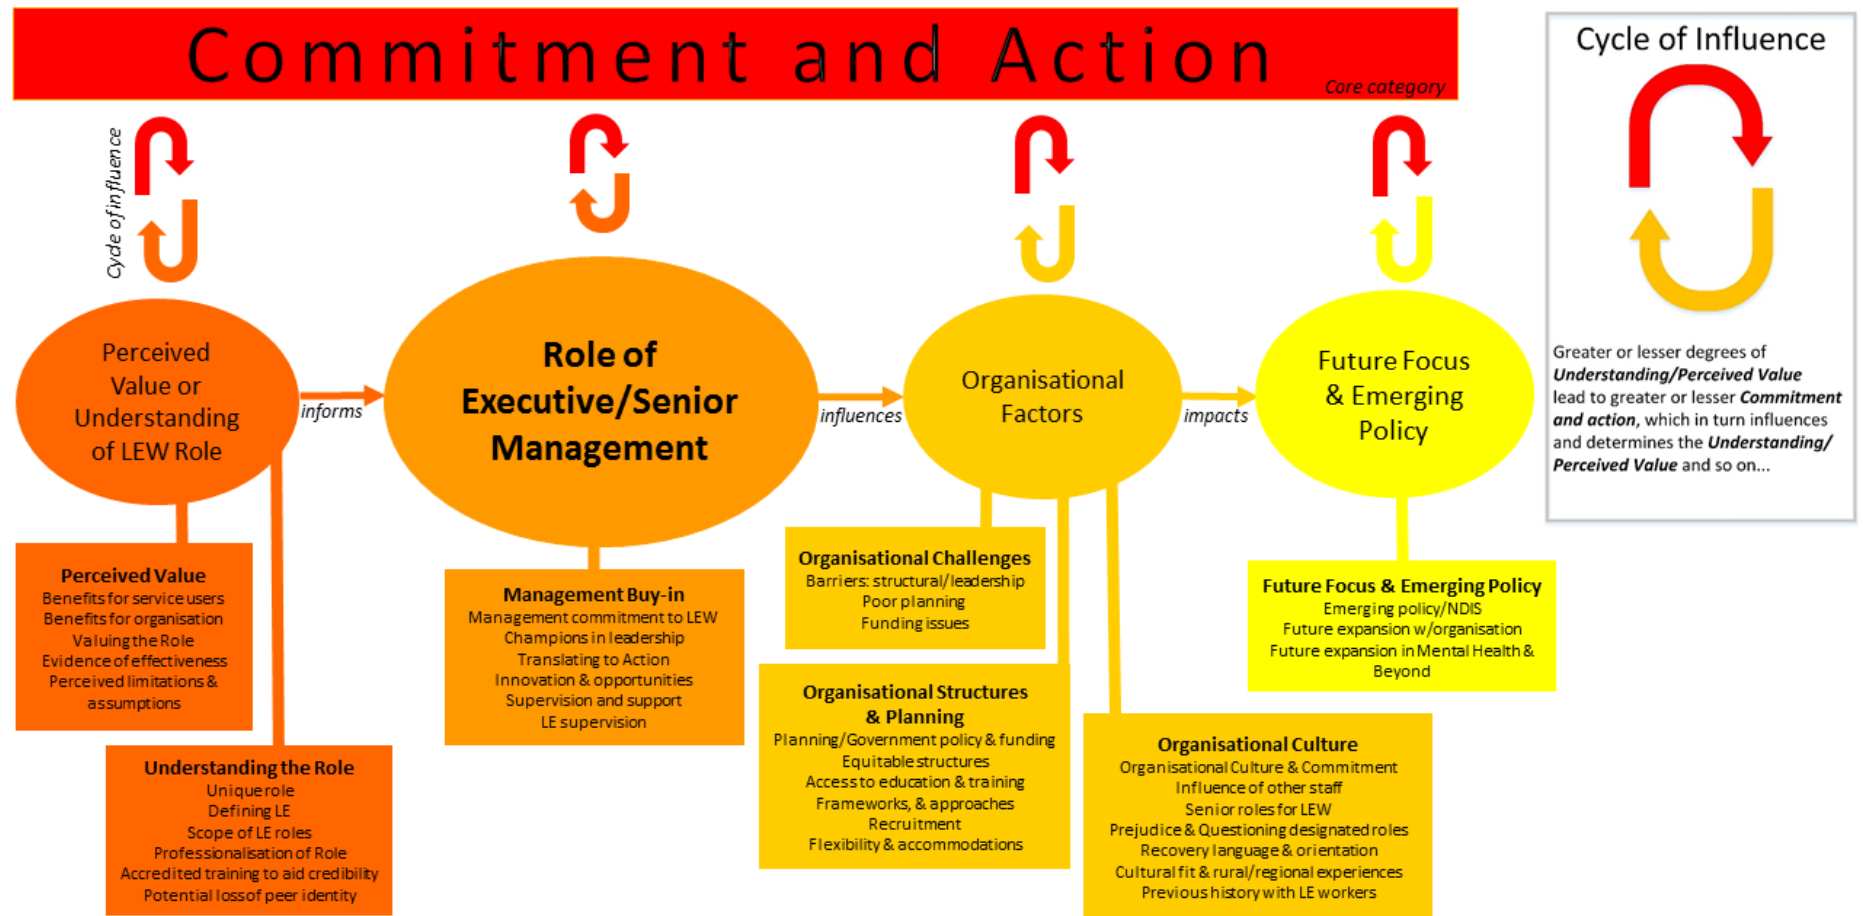 Commitment and Action
Core category
Cycle of influence
Perceived
Value or
Understanding
of LEW Role
informs
Role of
Executive/Senior
Management
influences
Organisational
Factors
impacts
Future Focus
& Emerging
Policy
Perceived Value
Benefits for service users
Benefits for organisation
Valuing the Role
Evidence of effectiveness
Perceived limitations &
assumptions
Understanding the Role
Unique role
Defining LE
Scope of LE roles
Professionalisation of Role
Accredited training to aid credibility
Potential loss of peer identity
Management Buy-in
Management commitment to LEW
Champions in leadership
Translating to Action
Innovation & opportunities
Supervision and support
LE supervision
Organisational Challenges
Barriers: structural/leadership
Poor planning
Funding issues
Organisational Structures
& Planning
Planning/Government policy & funding
Equitable structures
Access to education & training
Frameworks, & approaches
Recruitment
Flexibility & accommodations
Organisational Culture
Organisational Culture & Commitment
Influence of other staff
Senior roles for LEW
Prejudice & Questioning designated roles
Recovery language & orientation
Cultural fit & rural/regional experiences
Previous history with LE workers
Future Focus & Emerging Policy
Emerging policy/NDIS
Future expansion w/organisation
Future expansion in Mental Health &
Beyond
Cycle of Influence
Greater or lesser degrees of
Understanding/Perceived Value
lead to greater or lesser Commitment
and action, which in turn influences
and determines the Understanding/
Perceived Value and so on...